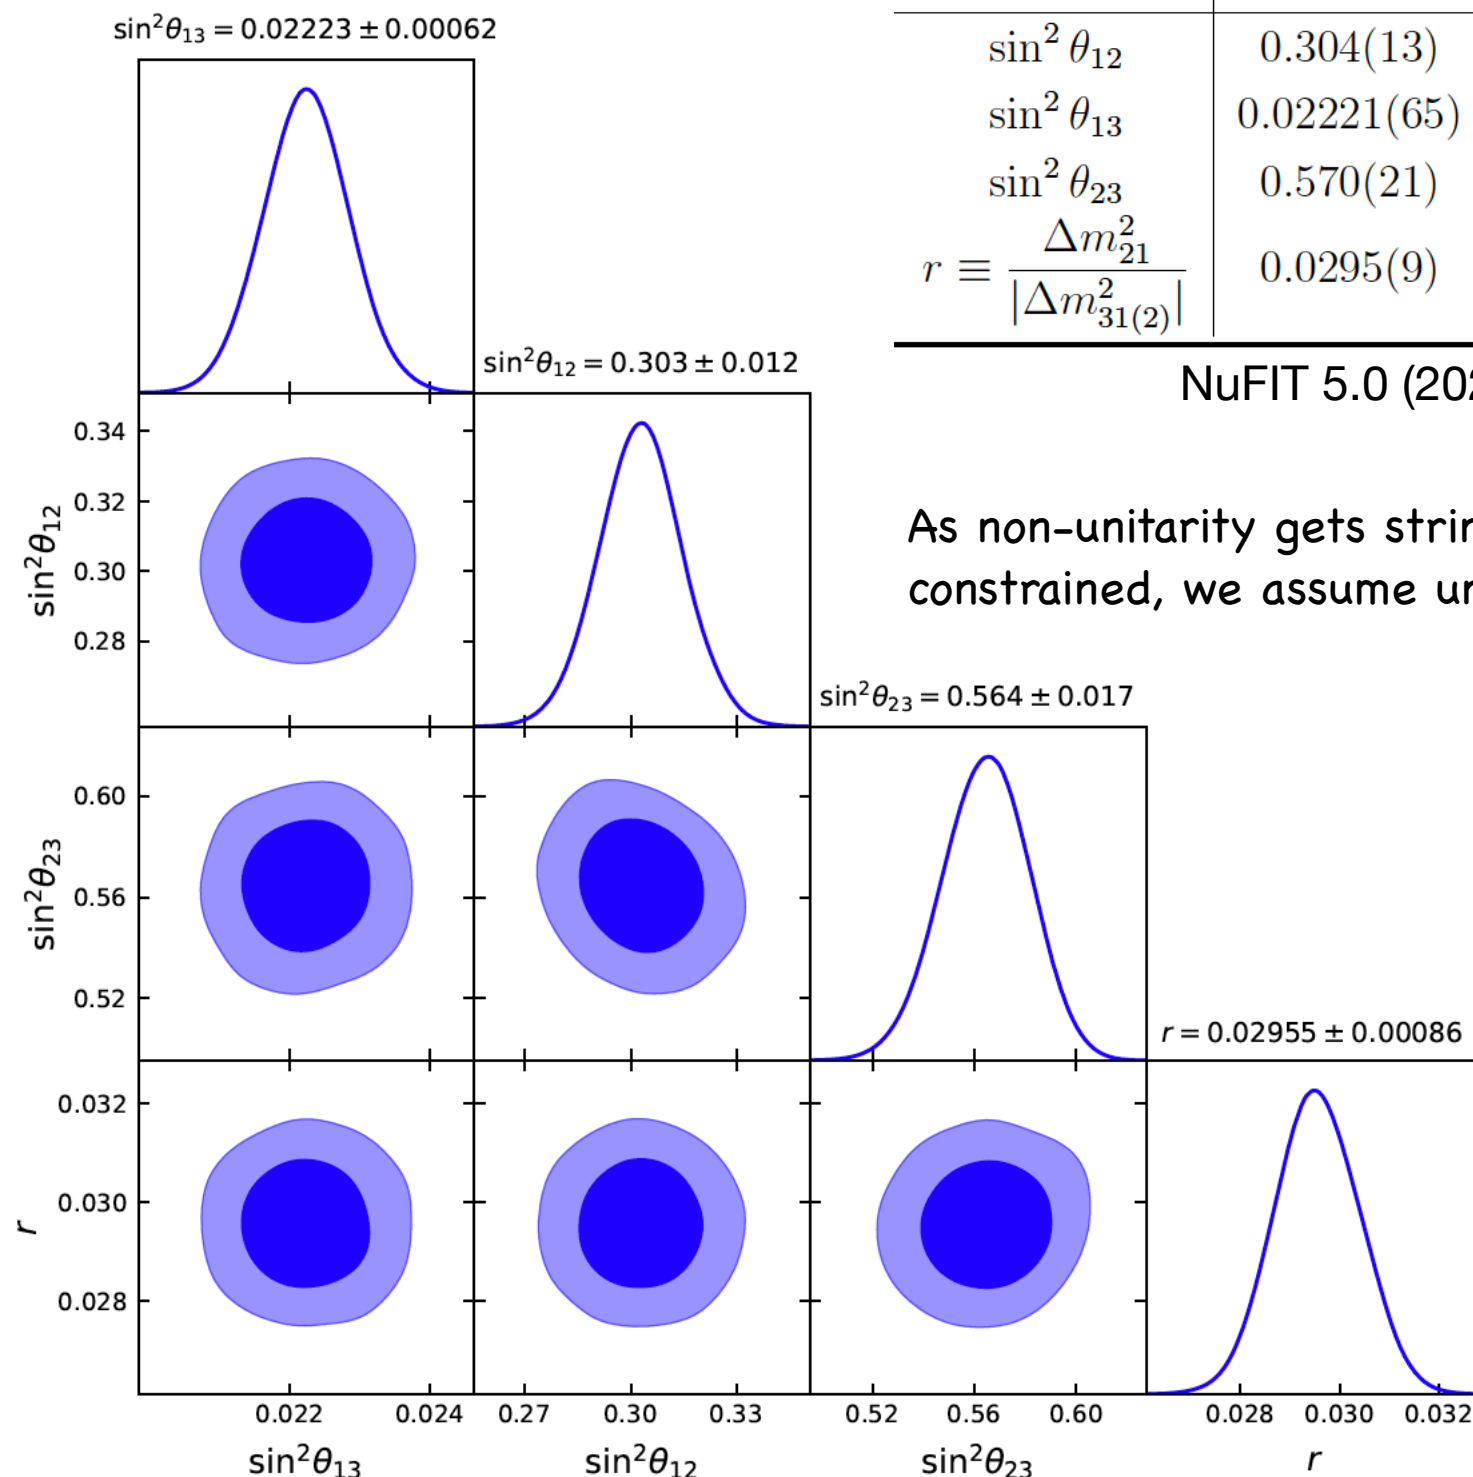 sin²θ₁₃ = 0.02223 ± 0.00062
sin² θ₁₂ 0.304(13)
sin² θ₁₃ 0.02221(65)
sin² θ₂₃ 0.570(21)
r ≡ Δm²₂₁ / |Δm²₃₁₍₂₎| 0.0295(9)
NuFIT 5.0 (202
sin²θ₁₂ = 0.303 ± 0.012
As non-unitarity gets strin
constrained, we assume un
sin²θ₂₃ = 0.564 ± 0.017
r = 0.02955 ± 0.00086
sin²θ₁₂
0.34
0.32
0.30
0.28
sin²θ₂₃
0.60
0.56
0.52
r
0.032
0.030
0.028
0.022 0.024 0.27 0.30 0.33 0.52 0.56 0.60 0.028 0.030 0.032
sin²θ₁₃ sin²θ₁₂ sin²θ₂₃ r